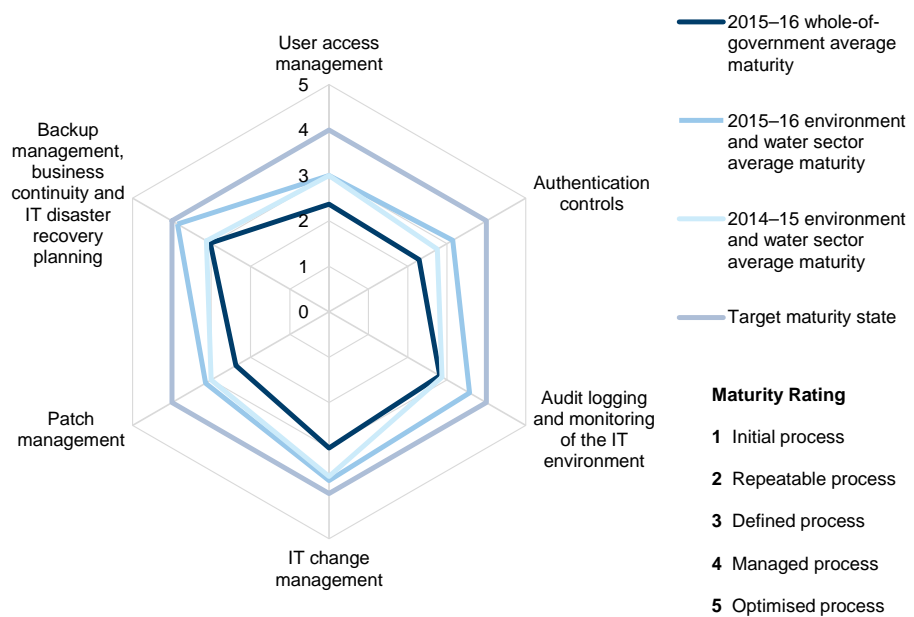 User access
management
5
4
3
2
1
0
Authentication
controls
Audit logging
and monitoring
of the IT
environment
IT change
management
Patch
management
Backup
management,
business
continuity and
IT disaster
recovery
planning
2015–16 whole-of-
government average
maturity
2015–16 environment
and water sector
average maturity
2014–15 environment
and water sector
average maturity
Target maturity state
Maturity Rating
1 Initial process
2 Repeatable process
3 Defined process
4 Managed process
5 Optimised process